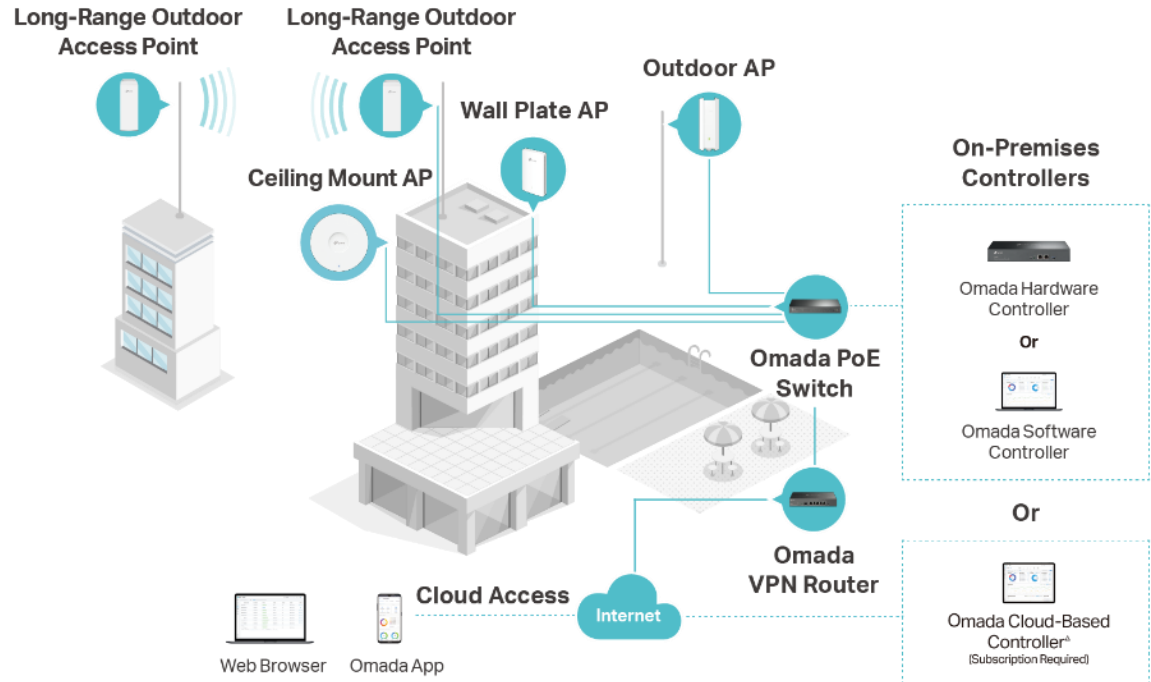 Long-Range Outdoor
Access Point
Long-Range Outdoor
Access Point
Outdoor AP
Wall Plate AP
Ceiling Mount AP
On-Premises
Controllers
Omada Hardware
Controller
Or
Omada Software
Controller
Omada PoE
Switch
Or
Omada
VPN Router
Cloud Access
Internet
Web Browser
Omada App
Omada Cloud-Based
Controller△
(Subscription Required)